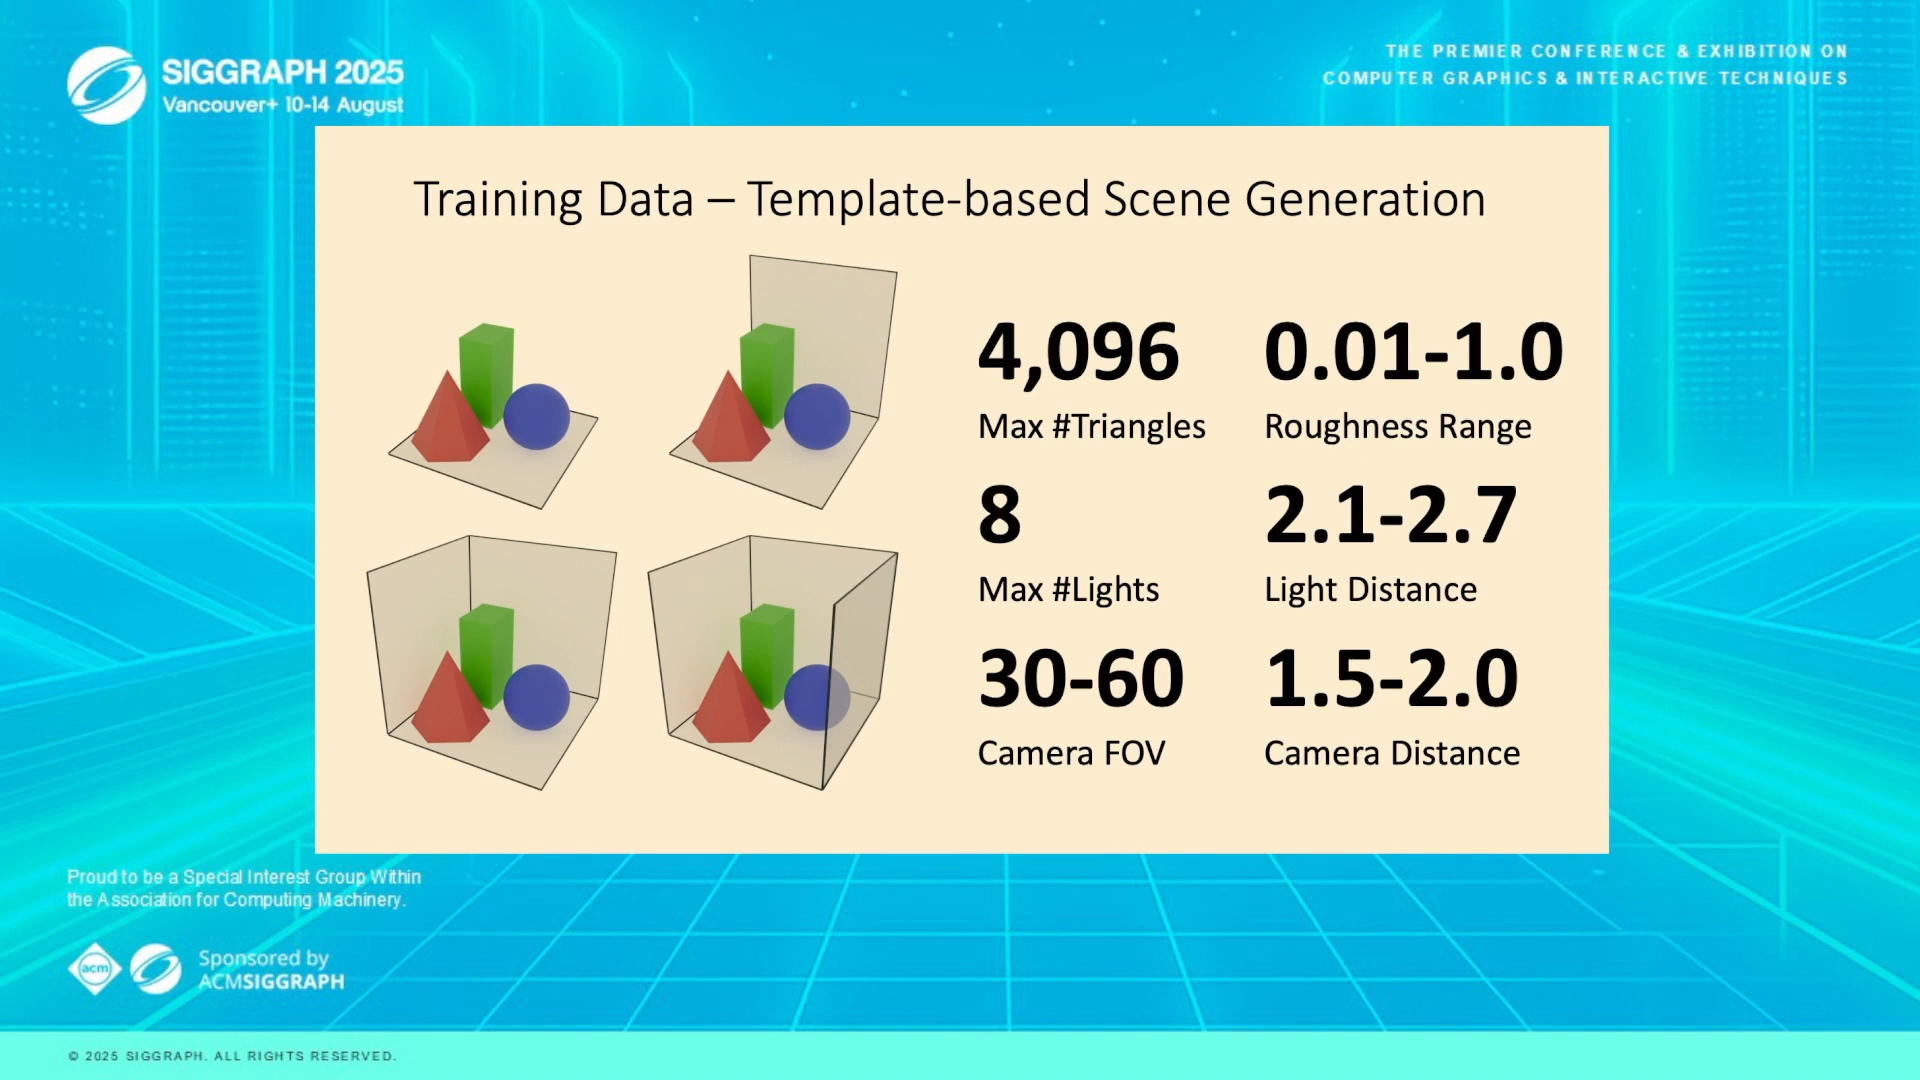 SIGGRAPH 2025
Vancouver+ 10-14 August
THE PREMIER CONFERENCE & EXHIBITION ON
COMPUTER GRAPHICS & INTERACTIVE TECHNIQUES
Training Data – Template-based Scene Generation
4,096
Max #Triangles
0.01-1.0
Roughness Range
8
Max #Lights
2.1-2.7
Light Distance
30-60
Camera FOV
1.5-2.0
Camera Distance
Proud to be a Special Interest Group Within
the Association for Computing Machinery.
acm
Sponsored by
ACMSIGGRAPH
© 2025 SIGGRAPH. ALL RIGHTS RESERVED.